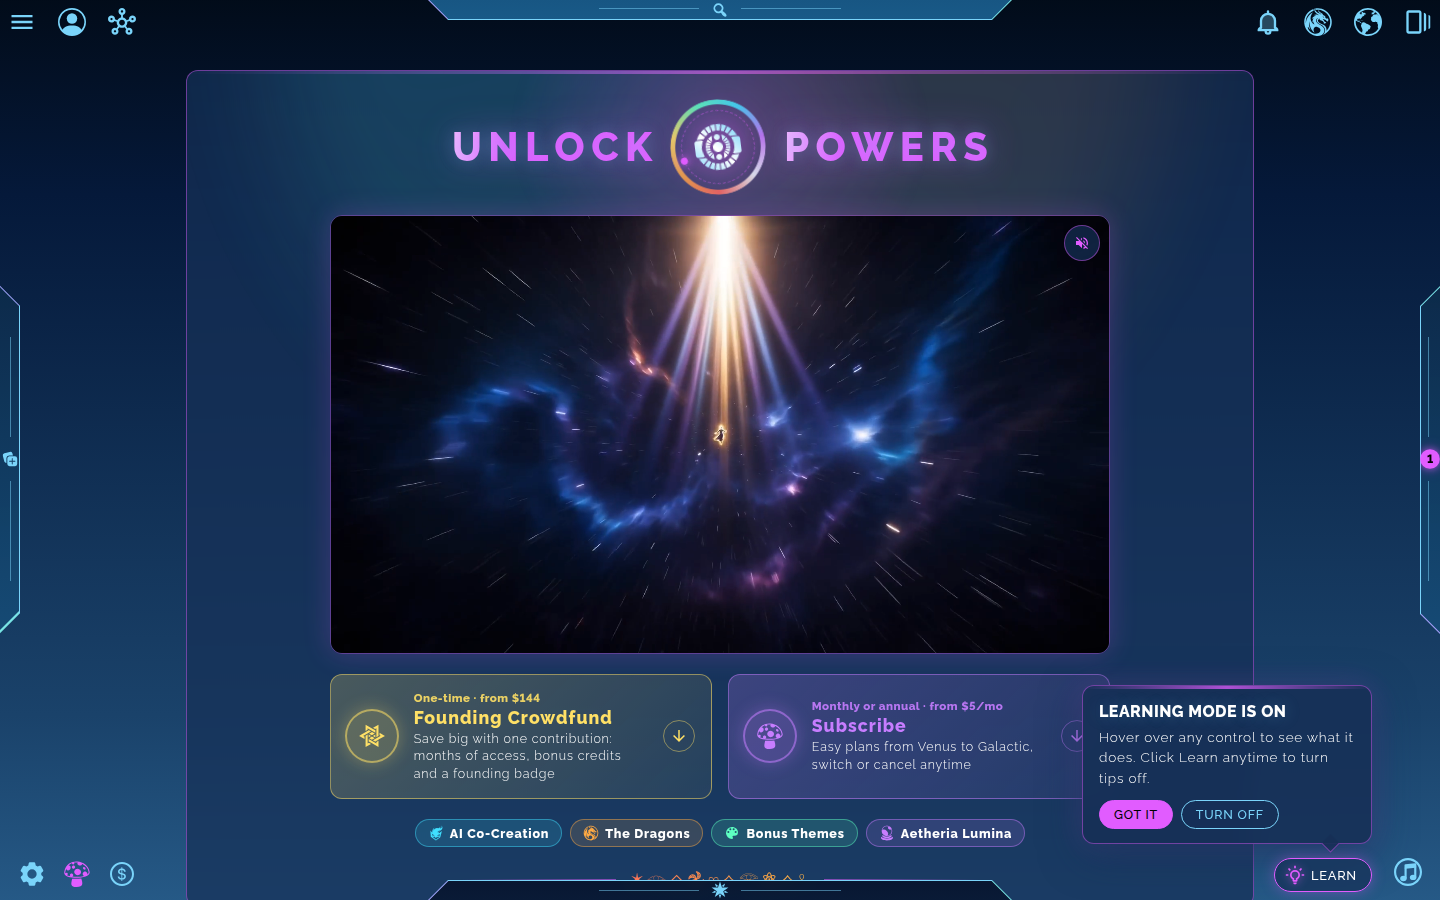 UNLOCK POWERS
1
One-time · from $144
Founding Crowdfund
Save big with one contribution:
months of access, bonus credits
and a founding badge
Monthly or annual · from $5/mo
Subscribe
Easy plans from Venus to Galactic,
switch or cancel anytime
LEARNING MODE IS ON
Hover over any control to see what it
does. Click Learn anytime to turn
tips off.
GOT IT
TURN OFF
AI Co-Creation
The Dragons
Bonus Themes
Aetheria Lumina
$
LEARN